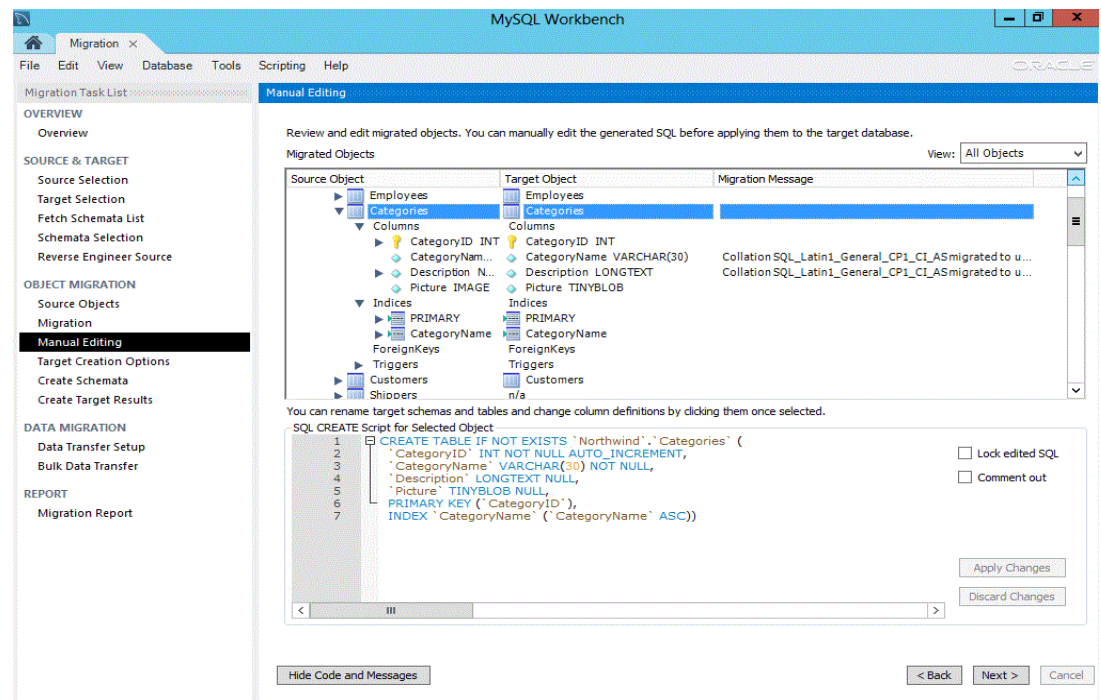 MySQL Workbench
Migration
File Edit View Database Tools Scripting Help
ORACLE
Migration Task List
OVERVIEW
Overview
SOURCE & TARGET
Source Selection
Target Selection
Fetch Schemata List
Schemata Selection
Reverse Engineer Source
OBJECT MIGRATION
Source Objects
Migration
Manual Editing
Target Creation Options
Create Schemata
Create Target Results
DATA MIGRATION
Data Transfer Setup
Bulk Data Transfer
REPORT
Migration Report
Manual Editing
Review and edit migrated objects. You can manually edit the generated SQL before applying them to the target database.
Migrated Objects View: All Objects
Source Object Target Object Migration Message
Employees Employees
Categories Categories
Columns Columns
CategoryID INT CategoryID INT
CategoryNam... CategoryName VARCHAR(30) Collation SQL_Latin1_General_CP1_CI_AS migrated to u...
Description N... Description LONGTEXT Collation SQL_Latin1_General_CP1_CI_AS migrated to u...
Picture IMAGE Picture TINYBLOB
Indices Indices
PRIMARY PRIMARY
CategoryName CategoryName
ForeignKeys ForeignKeys
Triggers Triggers
Customers Customers
Shippers n/a
You can rename target schemas and tables and change column definitions by clicking them once selected.
SQL CREATE Script for Selected Object
1 CREATE TABLE IF NOT EXISTS `Northwind`.`Categories` (
2 `CategoryID` INT NOT NULL AUTO_INCREMENT,
3 `CategoryName` VARCHAR(30) NOT NULL,
4 `Description` LONGTEXT NULL,
5 `Picture` TINYBLOB NULL,
6 PRIMARY KEY (`CategoryID`),
7 INDEX `CategoryName` (`CategoryName` ASC))
Lock edited SQL
Comment out
Apply Changes
Discard Changes
Hide Code and Messages < Back Next > Cancel